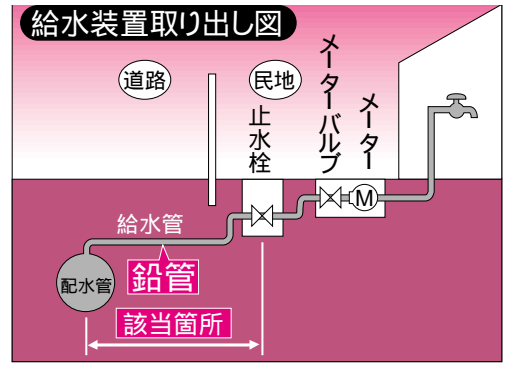 給水装置取り出し図
道路
民地
止水栓
メーターバルブ
メーター
M
給水管
鉛管
配水管
該当箇所